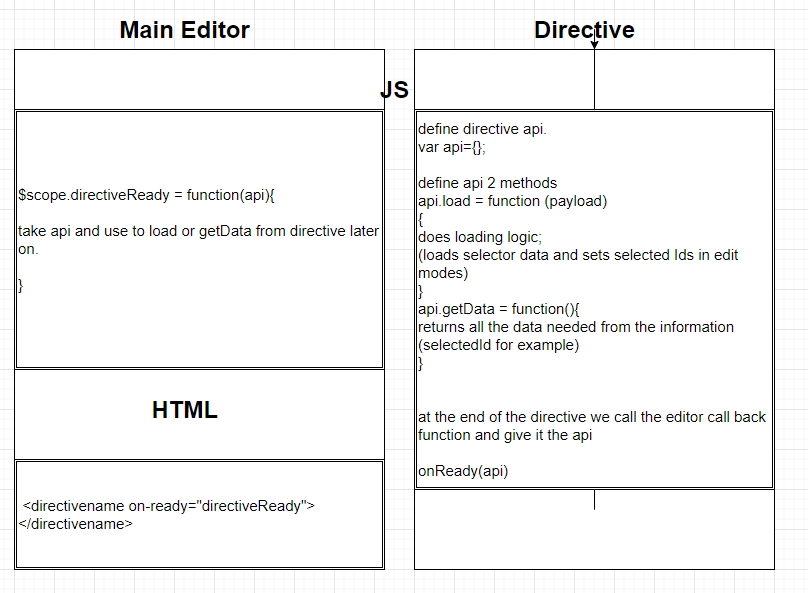 Main Editor
Directive
JS
$scope.directiveReady = function(api){
take api and use to load or getData from directive later
on.
}
HTML
<directivename on-ready="directiveReady">
</directivename>
define directive api.
var api={};
define api 2 methods
api.load = function (payload)
{
does loading logic;
(loads selector data and sets selected Ids in edit
modes)
}
api.getData = function(){
returns all the data needed from the information
(selectedId for example)
}
at the end of the directive we call the editor call back
function and give it the api
onReady(api)